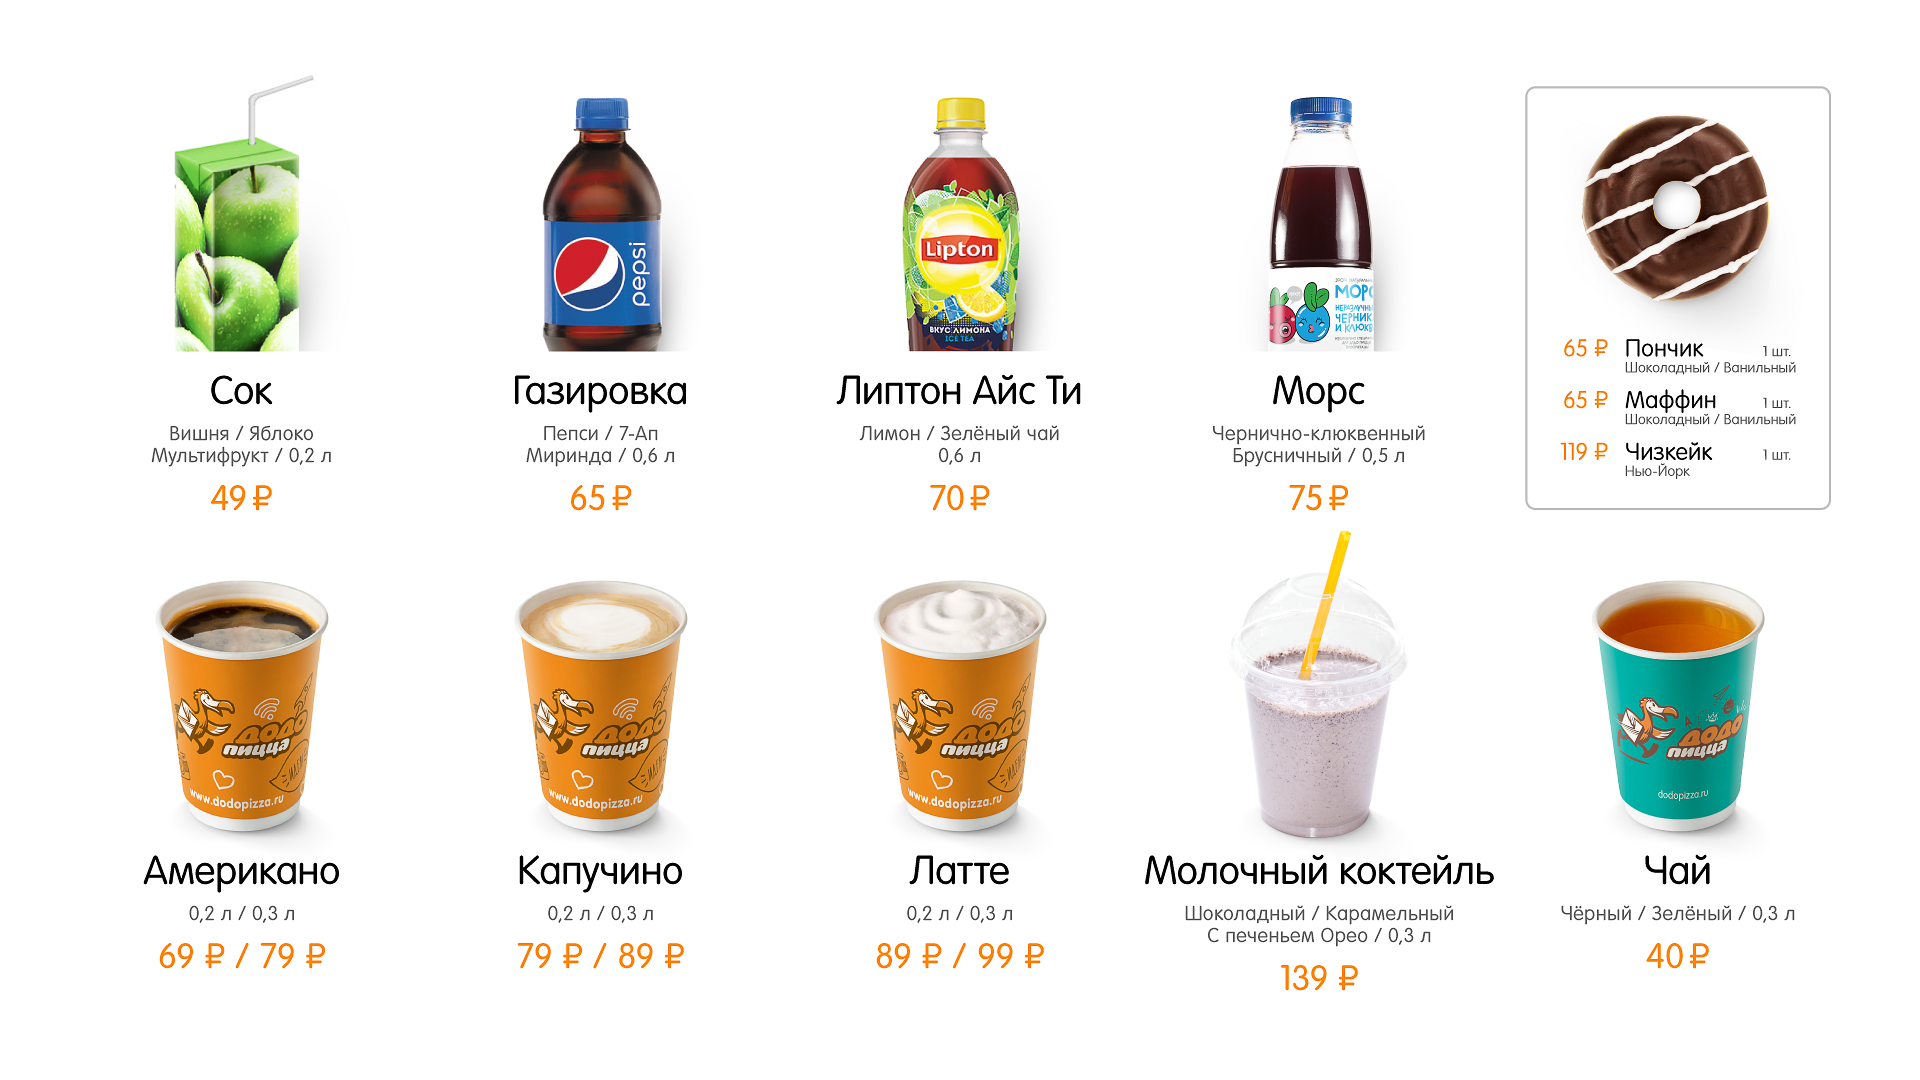 pepsi
Lipton
ВКУС ЛИМОНА
ICE TEA
МОРС
ЧЕРНИК
И КЛЮКВ
Сок
Вишня / Яблоко
Мультифрукт / 0,2 л
49 ₽
Газировка
Пепси / 7-Ап
Миринда / 0,6 л
65 ₽
Липтон Айс Ти
Лимон / Зелёный чай
0,6 л
70 ₽
Морс
Чернично-клюквенный
Брусничный / 0,5 л
75 ₽
65 ₽ Пончик 1 шт.
Шоколадный / Ванильный
65 ₽ Маффин 1 шт.
Шоколадный / Ванильный
119 ₽ Чизкейк 1 шт.
Нью-Йорк
ДОДО
пицца
www.dodopizza.ru
ДОДО
пицца
www.dodopizza.ru
ДОДО
пицца
www.dodopizza.ru
ДОДО
пицца
dodopizza.ru
Американо
0,2 л / 0,3 л
69 ₽ / 79 ₽
Капучино
0,2 л / 0,3 л
79 ₽ / 89 ₽
Латте
0,2 л / 0,3 л
89 ₽ / 99 ₽
Молочный коктейль
Шоколадный / Карамельный
С печеньем Орео / 0,3 л
139 ₽
Чай
Чёрный / Зелёный / 0,3 л
40 ₽